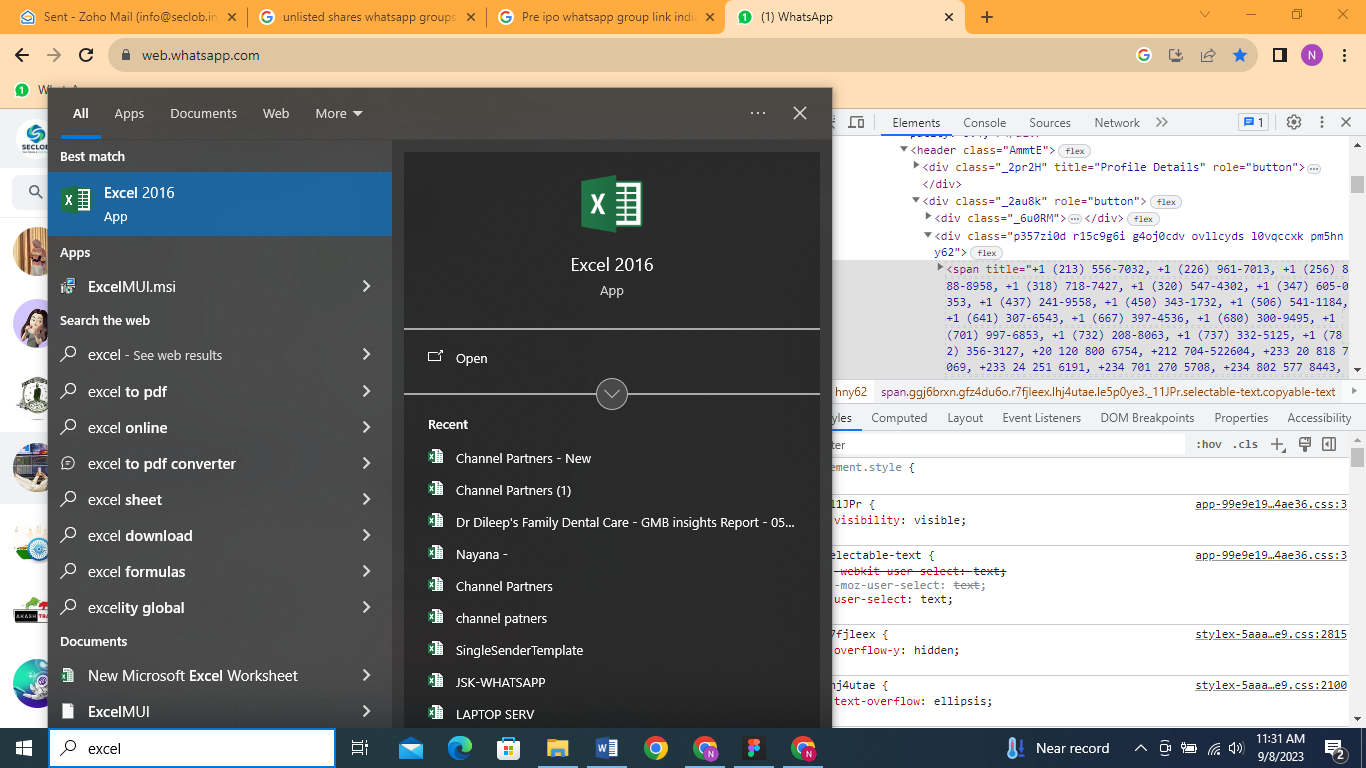 Sent - Zoho Mail (info@seclob.in
unlisted shares whatsapp groups
Pre ipo whatsapp group link indi
(1) WhatsApp
web.whatsapp.com
N
All
Apps
Documents
Web
More
Best match
Excel 2016
App
Apps
ExcelMUI.msi
Search the web
excel - See web results
excel to pdf
excel online
excel to pdf converter
excel sheet
excel download
excel formulas
excelity global
Documents
New Microsoft Excel Worksheet
ExcelMUI
excel
Excel 2016
App
Open
Recent
Channel Partners - New
Channel Partners (1)
Dr Dileep's Family Dental Care - GMB insights Report - 05...
Nayana -
Channel Partners
channel patners
SingleSenderTemplate
JSK-WHATSAPP
LAPTOP SERV
Elements
Console
Sources
Network
1
<header class="AmmtE"> flex
<div class="_2pr2H" title="Profile Details" role="button">
</div>
<div class="_2au8k" role="button"> flex
<div class="_6u0RM"> </div> flex
<div class="p357zi0d r15c9g6i g4oj0cdv ovllcyds l0vqccxk pm5hn
y62"> flex
<span title="+1 (213) 556-7032, +1 (226) 961-7013, +1 (256) 8
88-8958, +1 (318) 718-7427, +1 (320) 547-4302, +1 (347) 605-0
353, +1 (437) 241-9558, +1 (450) 343-1732, +1 (506) 541-1184,
+1 (641) 307-6543, +1 (667) 397-4536, +1 (680) 300-9495, +1
(701) 997-6853, +1 (732) 208-8063, +1 (737) 332-5125, +1 (78
2) 356-3127, +20 120 800 6754, +212 704-522604, +233 20 818 7
069, +233 24 251 6191, +234 701 270 5708, +234 802 577 8443,
hny62
span.ggj6brxn.gfz4du6o.r7fjleex.lhj4utae.le5p0ye3._11JPr.selectable-text.copyable-text
yles
Computed
Layout
Event Listeners
DOM Breakpoints
Properties
Accessibility
ter
:hov .cls
ement.style {
11JPr {
app-99e9e19…4ae36.css:3
visibility: visible;
electable-text {
app-99e9e19…4ae36.css:3
-webkit-user-select: text;
-moz-user-select: text;
user-select: text;
7fjleex {
stylex-5aaa…e9.css:2815
overflow-y: hidden;
hj4utae {
stylex-5aaa…e9.css:2100
text-overflow: ellipsis;
Near record
11:31 AM
9/8/2023
2